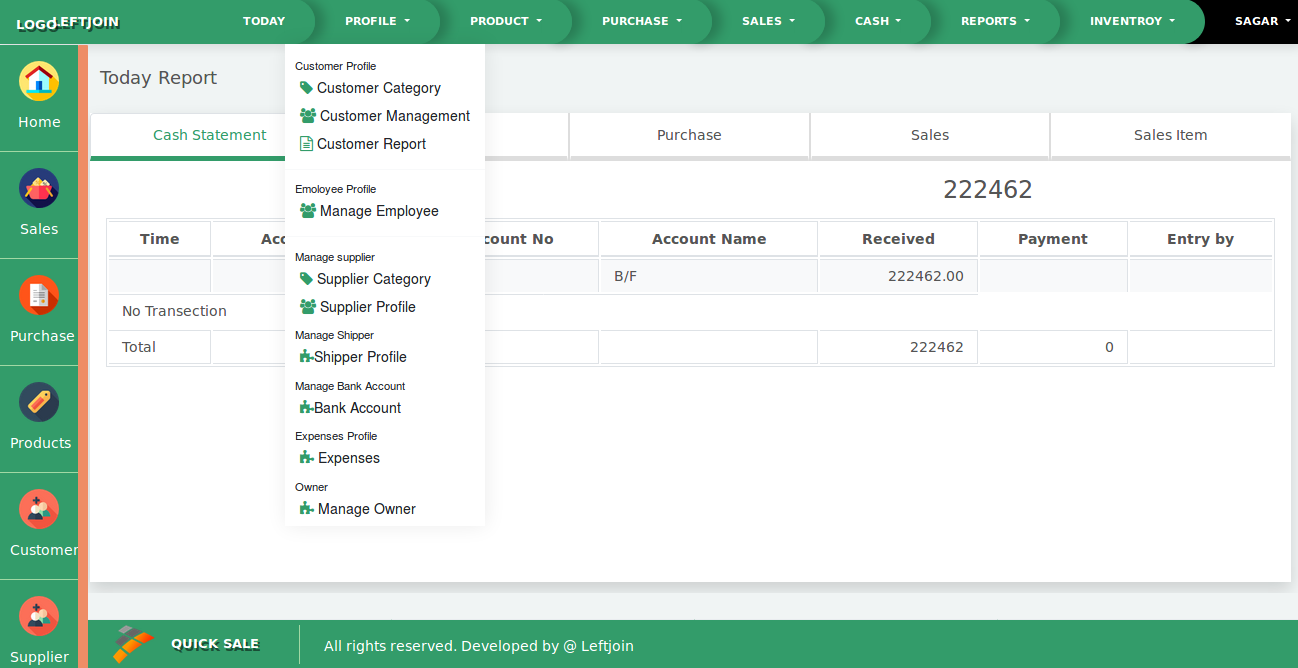 LOGO LEFTJOIN
TODAY PROFILE PRODUCT PURCHASE SALES CASH REPORTS INVENTROY SAGAR
Home
Sales
Purchase
Products
Customer
Supplier
Today Report
Customer Profile
Customer Category
Customer Management
Customer Report
Emoloyee Profile
Manage Employee
Manage supplier
Supplier Category
Supplier Profile
Manage Shipper
Shipper Profile
Manage Bank Account
Bank Account
Expenses Profile
Expenses
Owner
Manage Owner
Cash Statement Purchase Sales Sales Item
222462
Time Acc count No Account Name Received Payment Entry by
B/F 222462.00
No Transection
Total 222462 0
QUICK SALE All rights reserved. Developed by @ Leftjoin